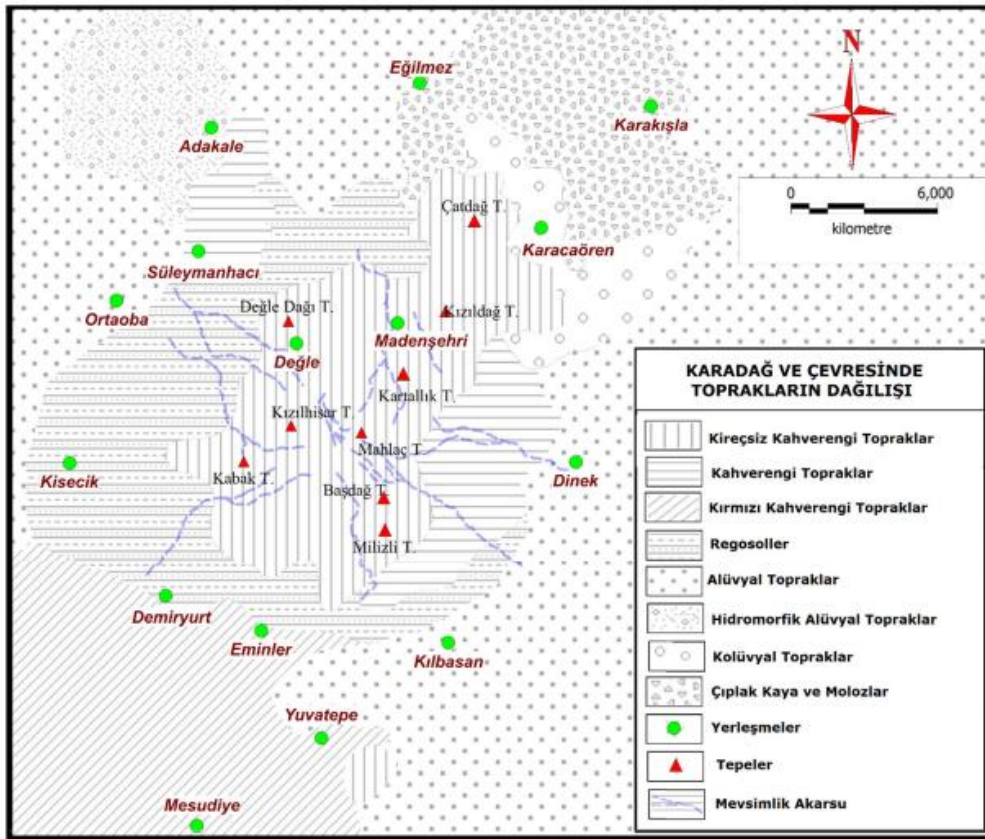 N
Eğilmez
Karakışla
Adakale
0 6,000
kilometre
Çatdağ T.
Karacaören
Süleymanhacı
Ortaoba
Değle Dağı T.
Kızıldağ T.
Madenşehri
Değle
Kartallık T.
Kızılhisar T.
Mahlaç T.
Kisecik
Kabak T.
Dinek
Başdağ T.
Milizli T.
Demiryurt
Eminler
Kılbasan
Yuvatepe
Mesudiye
KARADAĞ VE ÇEVRESİNDE
TOPRAKLARIN DAĞILIŞI
Kireçsiz Kahverengi Topraklar
Kahverengi Topraklar
Kırmızı Kahverengi Topraklar
Regosoller
Alüvyal Topraklar
Hidromorfik Alüvyal Topraklar
Kolüvyal Topraklar
Çıplak Kaya ve Molozlar
Yerleşmeler
Tepeler
Mevsimlik Akarsu